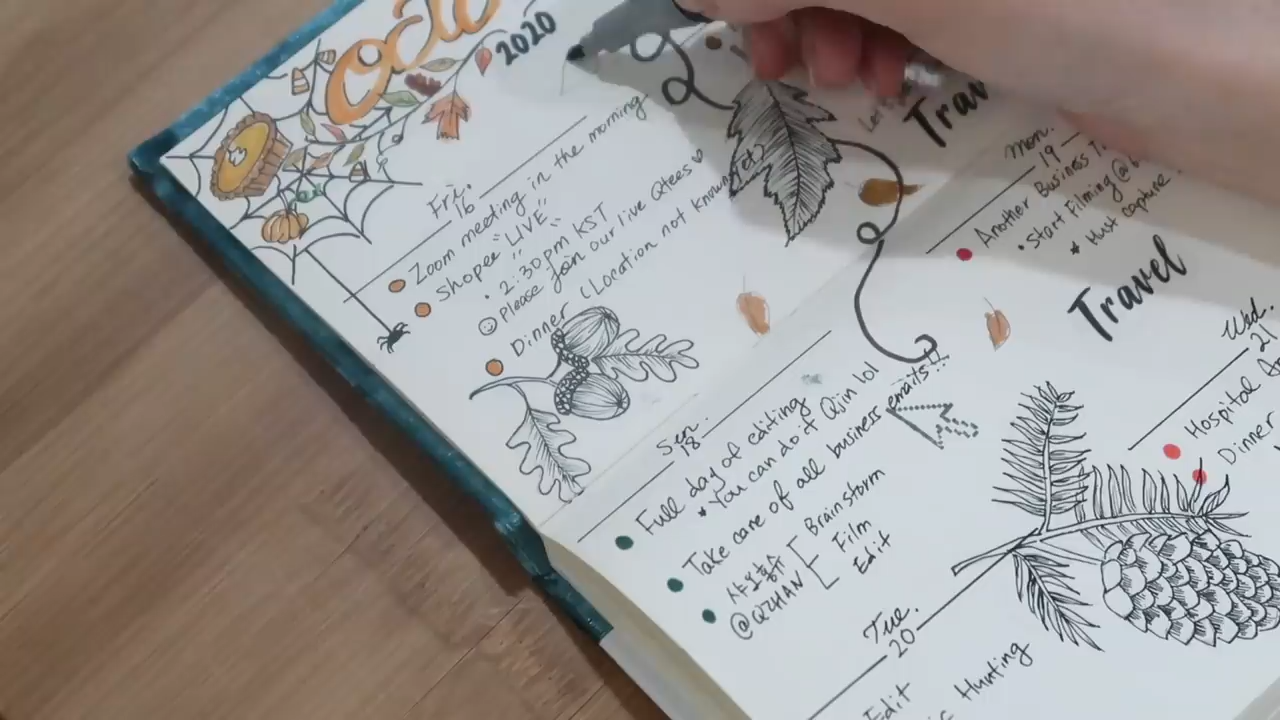 2020
Fri.
16
Zoom meeting in the morning
Shopee "LIVE"
• 2:30pm KST
Please join our live Qtees ♡
Dinner (Location not known yet)
Sun.
18
Full day of editing
* You can do it Qjin lol
Take care of all business emails!!
Brainstorm
@QZHAN Film
Edit
Tue.
20
Edit
Hunting
Travel
Mon.
19
Another Business
• Start Filming @
* Must capture
Travel
Wed.
21
Hospital
Dinner